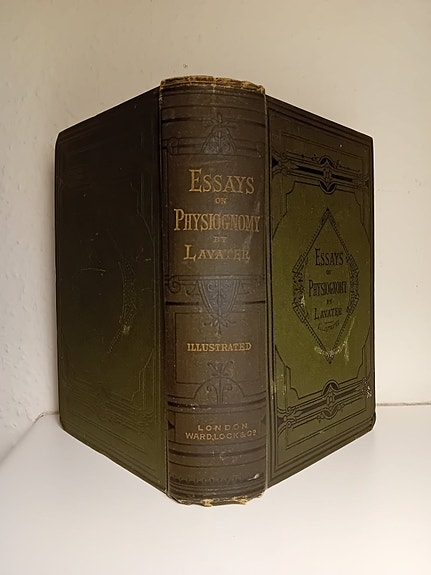 ESSAYS
ON
PHYSIOGNOMY
BY
LAVATER
ILLUSTRATED
LONDON
WARD, LOCK & Co
ESSAYS
ON
PHYSIOGNOMY
BY
LAVATER